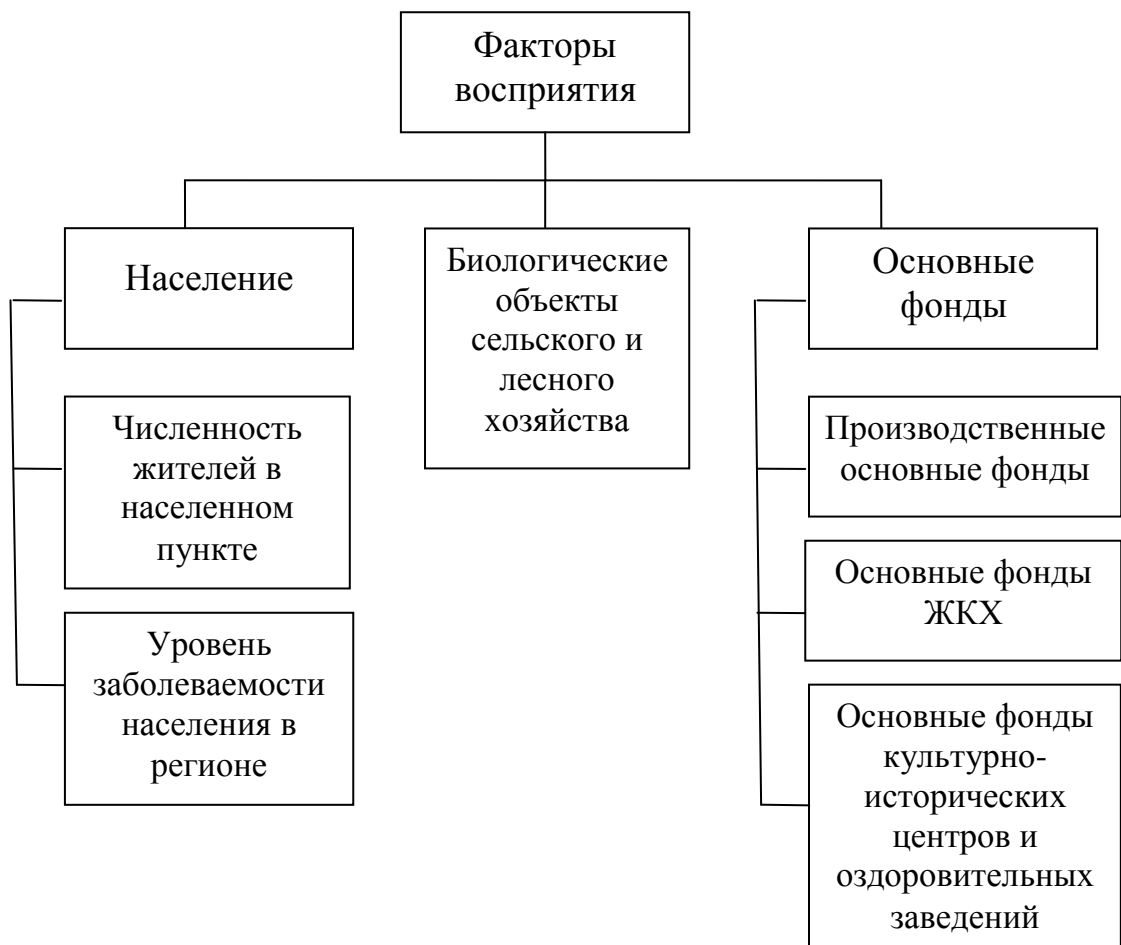 Факторы
восприятия
Население
Биологические
объекты
сельского и
лесного
хозяйства
Основные
фонды
Численность
жителей в
населенном
пункте
Производственные
основные фонды
Уровень
заболеваемости
населения в
регионе
Основные фонды
ЖКХ
Основные фонды
культурно-
исторических
центров и
оздоровительных
заведений